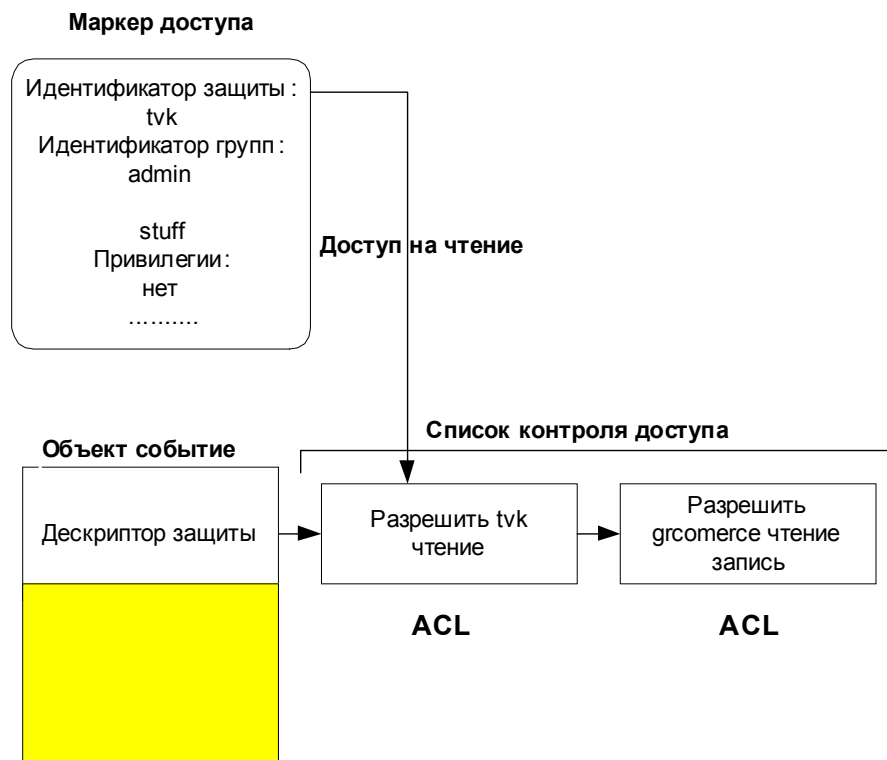 Маркер доступа
Идентификатор защиты :
tvk
Идентификатор групп :
admin
stuff
Привилегии :
нет
..........
Доступ на чтение
Список контроля доступа
Объект событие
Дескриптор защиты
Разрешить tvk
чтение
Разрешить
grcomerce чтение
запись
ACL
ACL